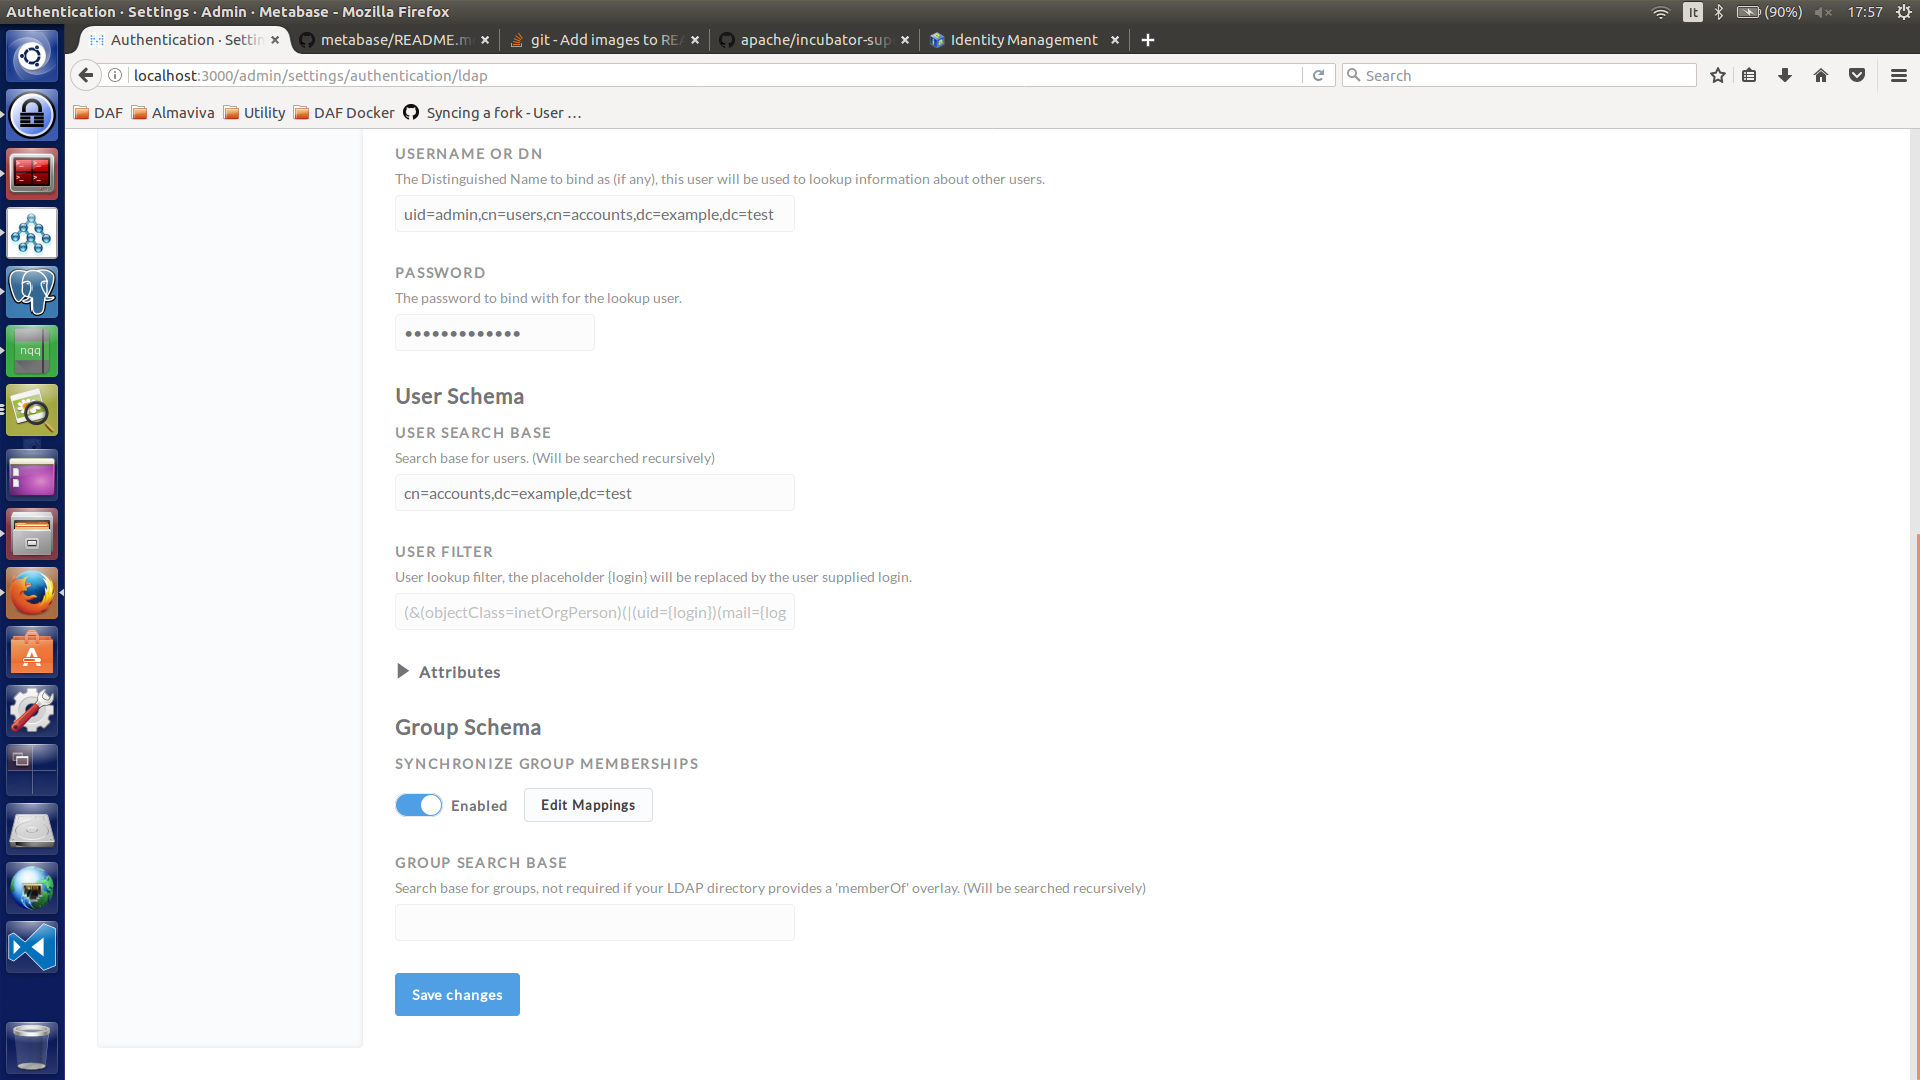 Authentication · Settings · Admin · Metabase - Mozilla Firefox
It
(90%)
17:57
Authentication · Settin
metabase/README.m
git - Add images to REA
apache/incubator-sup
Identity Management
localhost:3000/admin/settings/authentication/ldap
Search
DAF
Almaviva
Utility
DAF Docker
Syncing a fork - User …
nqq
USERNAME OR DN
The Distinguished Name to bind as (if any), this user will be used to lookup information about other users.
uid=admin,cn=users,cn=accounts,dc=example,dc=test
PASSWORD
The password to bind with for the lookup user.
•••••••••••••
User Schema
USER SEARCH BASE
Search base for users. (Will be searched recursively)
cn=accounts,dc=example,dc=test
USER FILTER
User lookup filter, the placeholder {login} will be replaced by the user supplied login.
(&(objectClass=inetOrgPerson)(|(uid={login})(mail={log
Attributes
Group Schema
SYNCHRONIZE GROUP MEMBERSHIPS
Enabled
Edit Mappings
GROUP SEARCH BASE
Search base for groups, not required if your LDAP directory provides a 'memberOf' overlay. (Will be searched recursively)
Save changes